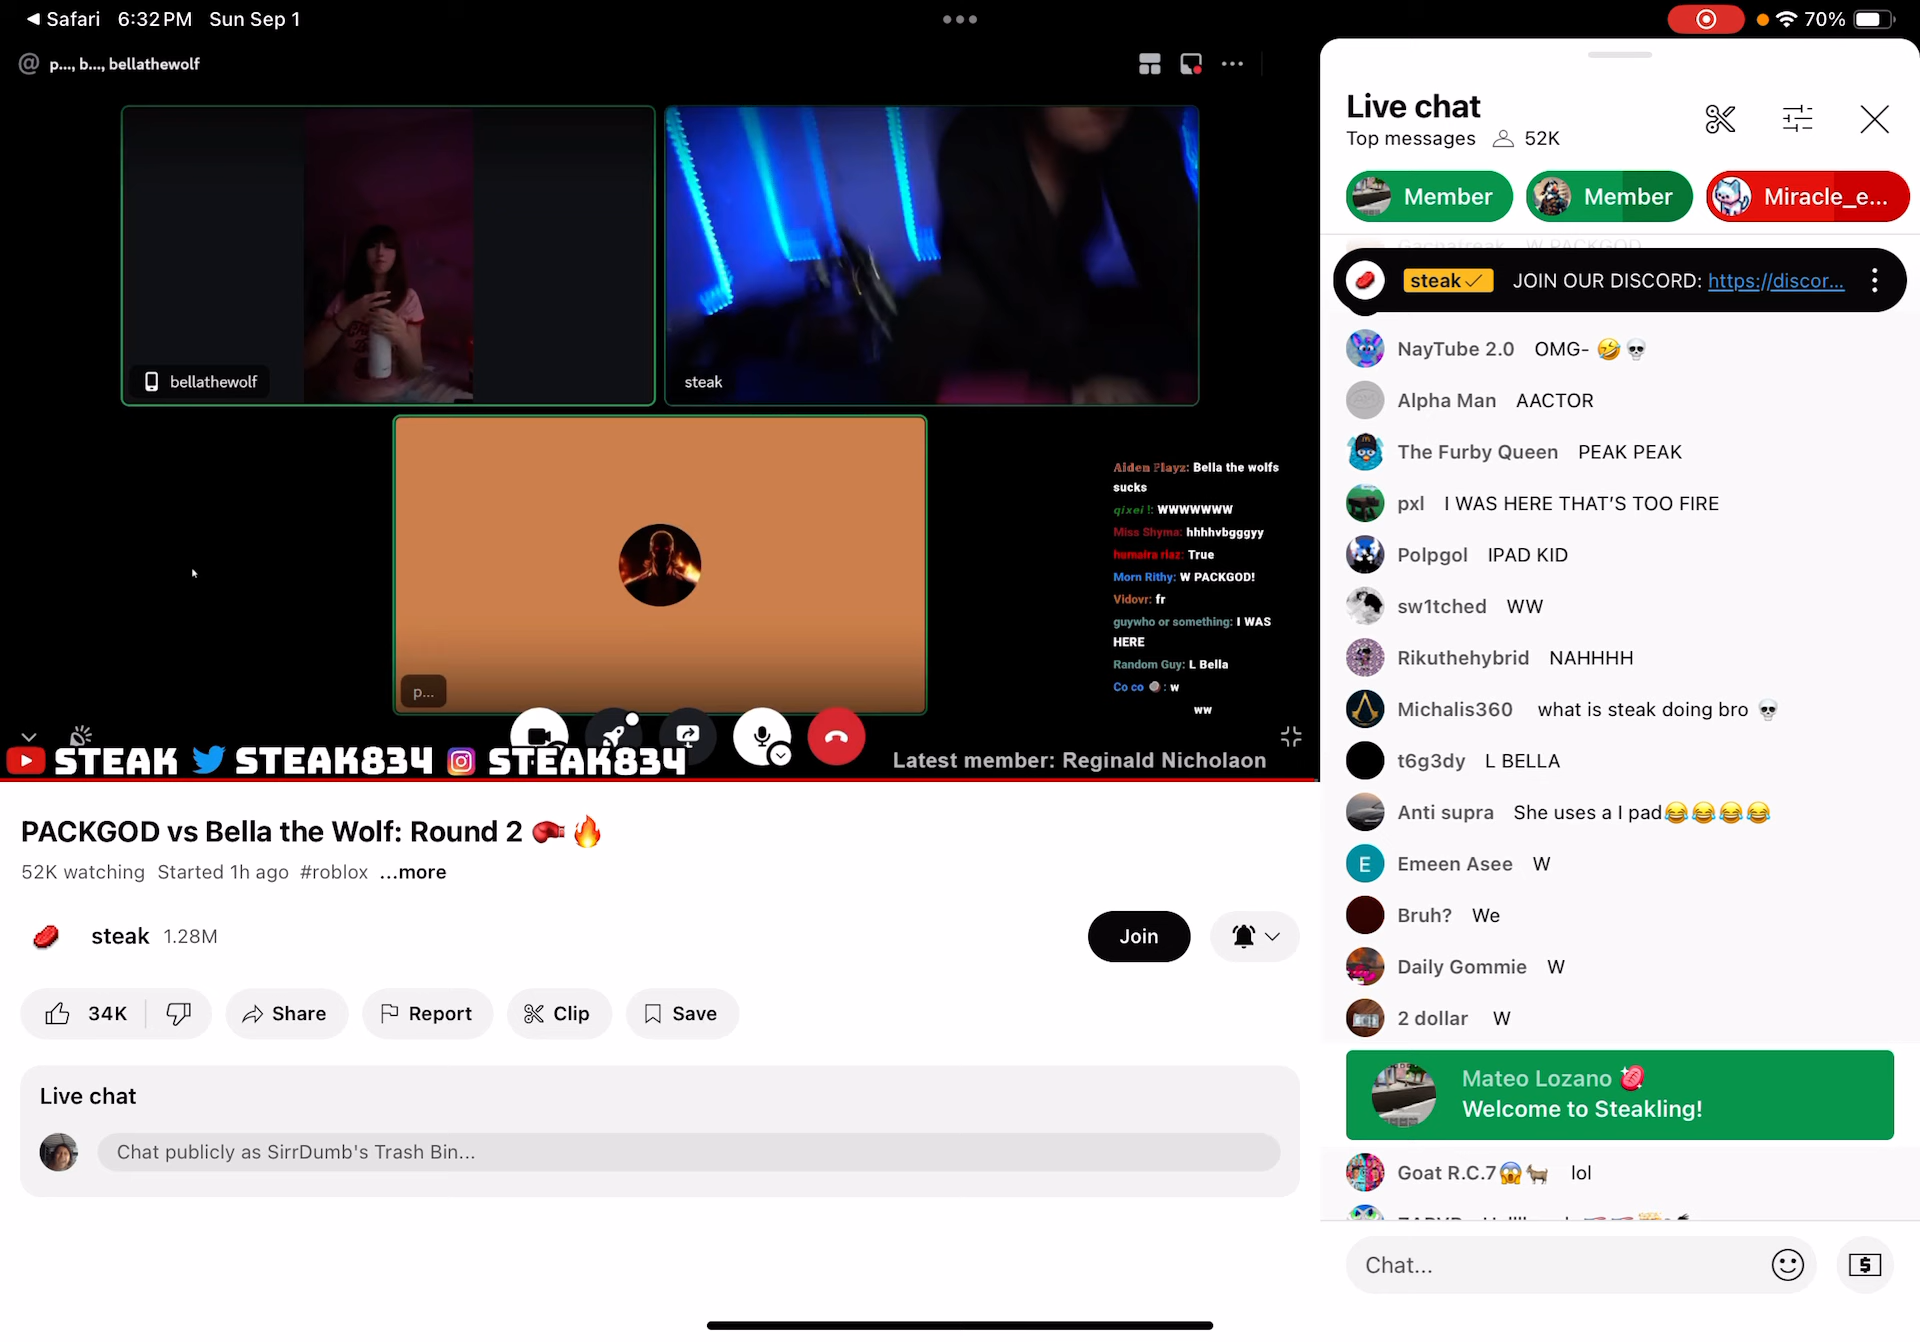 Safari 6:32 PM Sun Sep 1
70%
p..., b..., bellathewolf
bellathewolf
steak
p...
Aiden Playz: Bella the wolfs
sucks
qixei !: WWWWWWW
Miss Shyma: hhhhvbgggyy
humaira riaz: True
Morn Rithy: W PACKGOD!
Vidovr: fr
guywho or something: I WAS
HERE
Random Guy: L Bella
Co co : w
ww
STEAK STEAK834 STEAK834
Latest member: Reginald Nicholaon
PACKGOD vs Bella the Wolf: Round 2 🥊🔥
52K watching Started 1h ago #roblox ...more
steak 1.28M
Join
34K
Share
Report
Clip
Save
Live chat
Chat publicly as SirrDumb's Trash Bin...
Live chat
Top messages 52K
Member
Member
Miracle_e...
Gachafreak W PACKGOD
steak JOIN OUR DISCORD: https://discor...
NayTube 2.0 OMG- 🤣💀
Alpha Man AACTOR
The Furby Queen PEAK PEAK
pxl I WAS HERE THAT'S TOO FIRE
Polpgol IPAD KID
sw1tched WW
Rikuthehybrid NAHHHH
Michalis360 what is steak doing bro 💀
t6g3dy L BELLA
Anti supra She uses a I pad😂😂😂😂
E
Emeen Asee W
Bruh? We
Daily Gommie W
2 dollar W
Mateo Lozano
Welcome to Steakling!
Goat R.C.7😱🐐 lol
Chat...